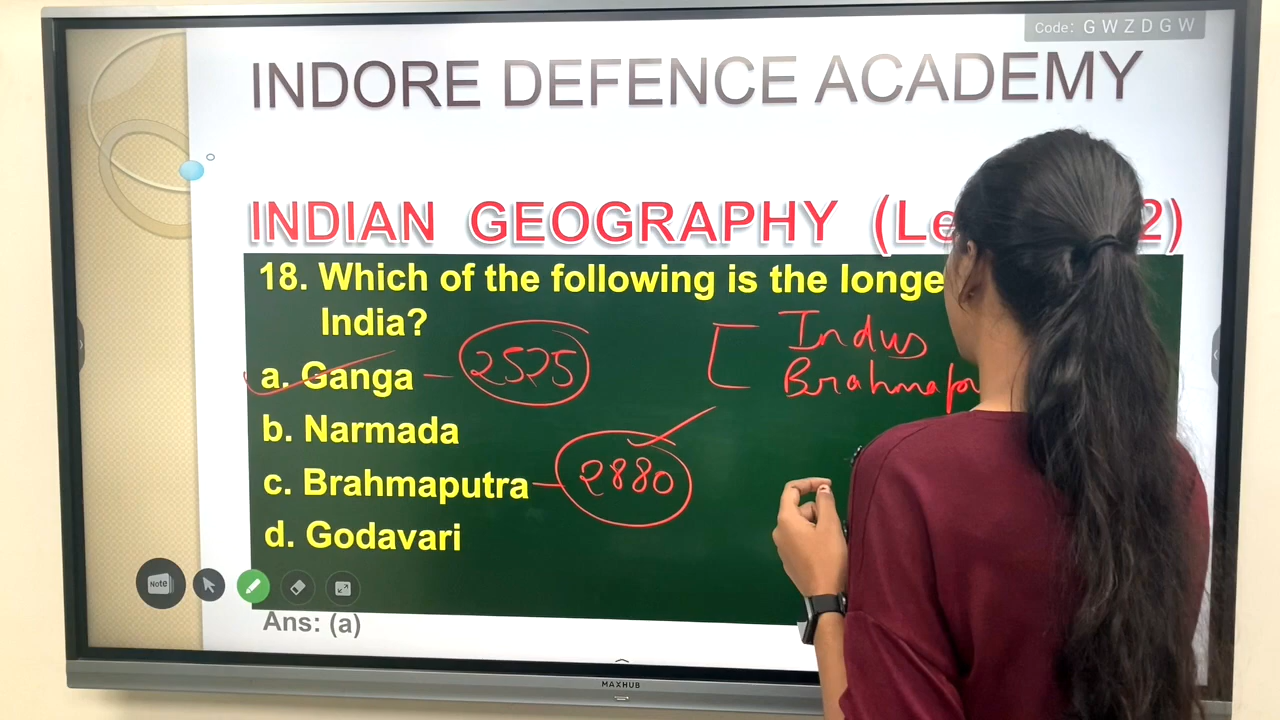 Code: G W Z D G W
INDORE DEFENCE ACADEMY
INDIAN GEOGRAPHY (Le 2)
18. Which of the following is the longe
India?
a. Ganga – 2525
b. Narmada
c. Brahmaputra – 2880
d. Godavari
Indus
Brahmapu
Note
Ans: (a)
MAXHUB